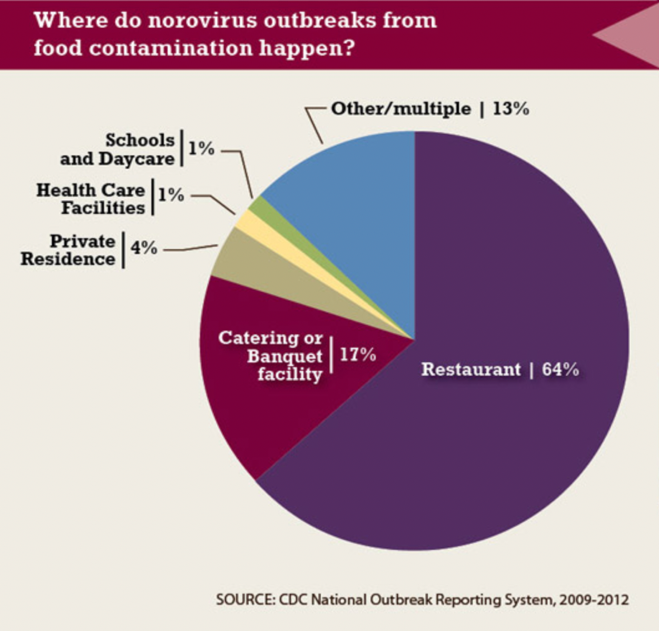 Where do norovirus outbreaks from
food contamination happen?
Other/multiple | 13%
Schools
and Daycare | 1%
Health Care
Facilities | 1%
Private
Residence | 4%
Catering or
Banquet | 17%
facility
Restaurant | 64%
SOURCE: CDC National Outbreak Reporting System, 2009-2012